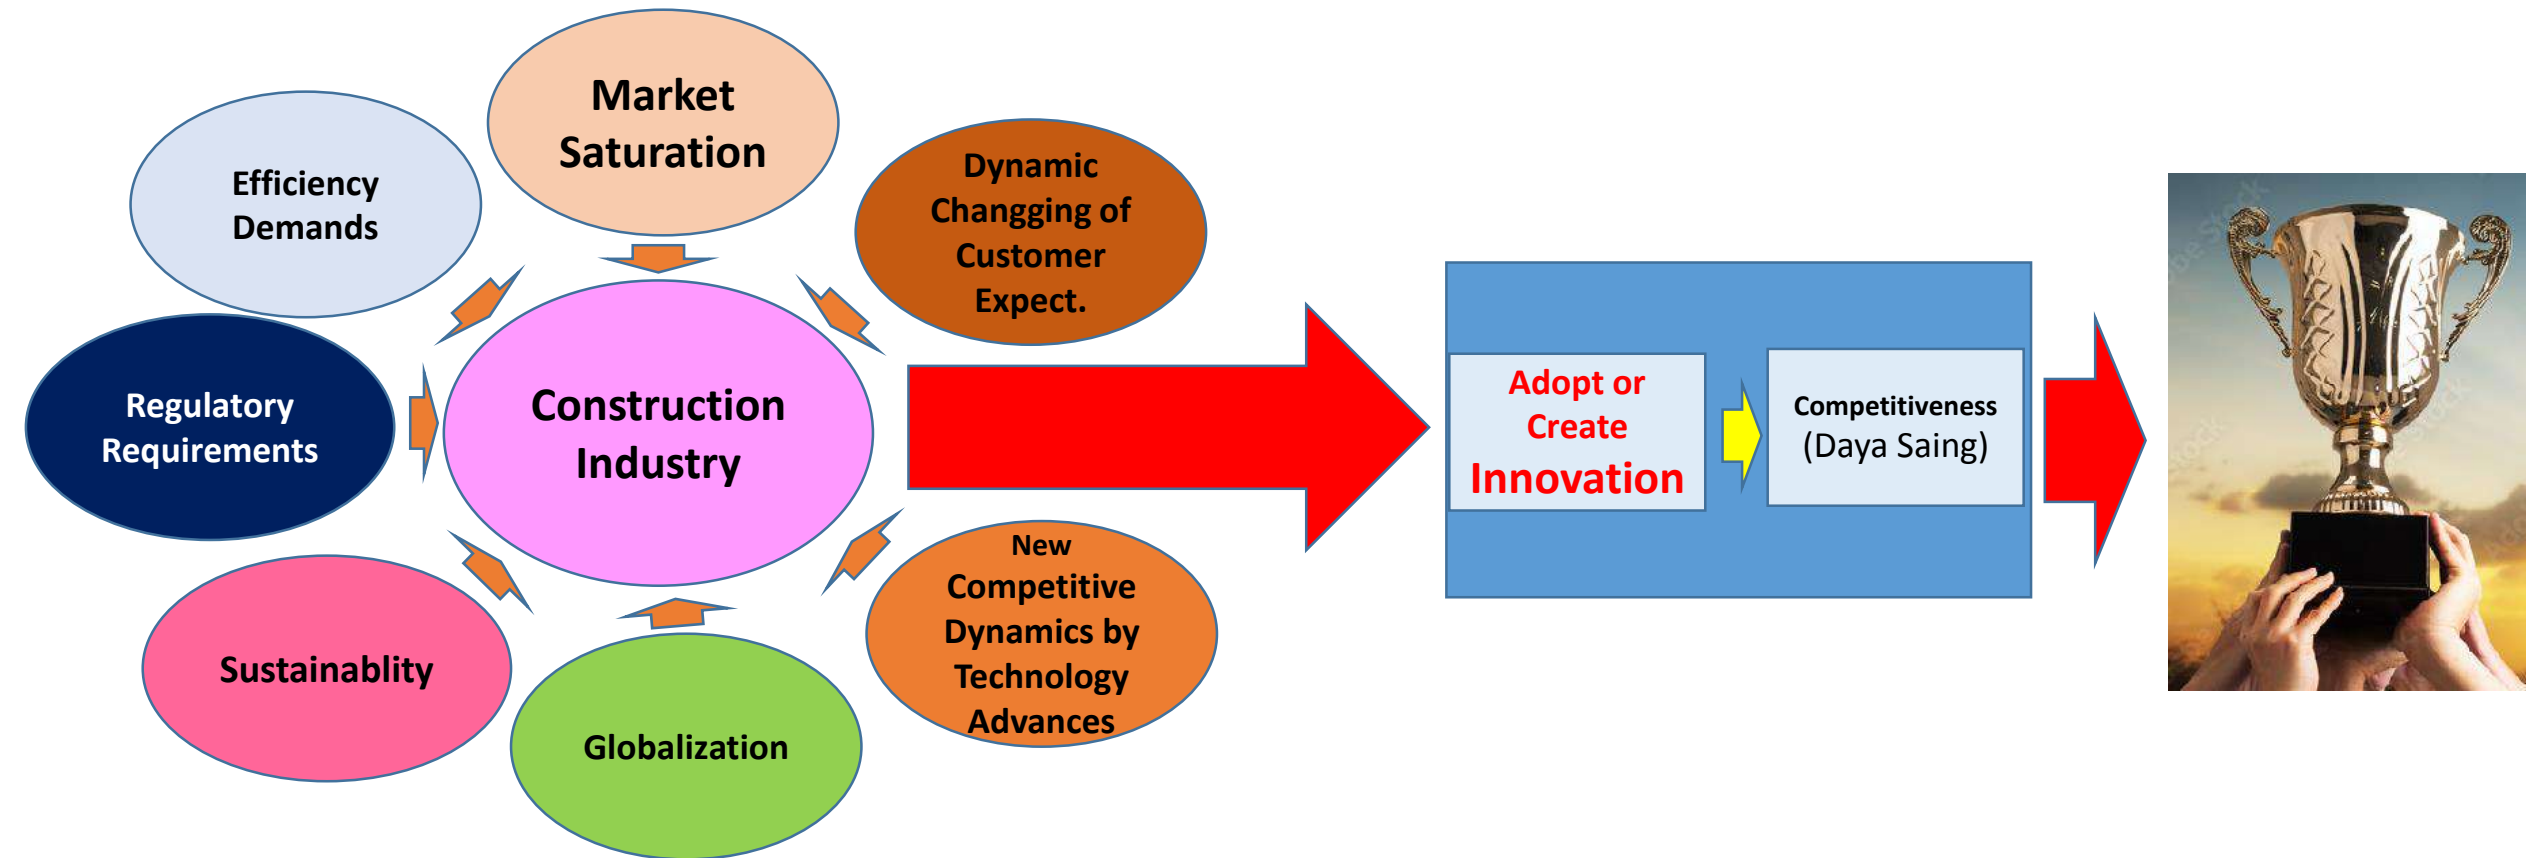 Market
Saturation
Efficiency
Demands
Dynamic
Changging of
Customer
Expect.
Regulatory
Requirements
Construction
Industry
Adopt or
Create
Innovation
Competitiveness
(Daya Saing)
Sustainablity
Globalization
New
Competitive
Dynamics by
Technology
Advances